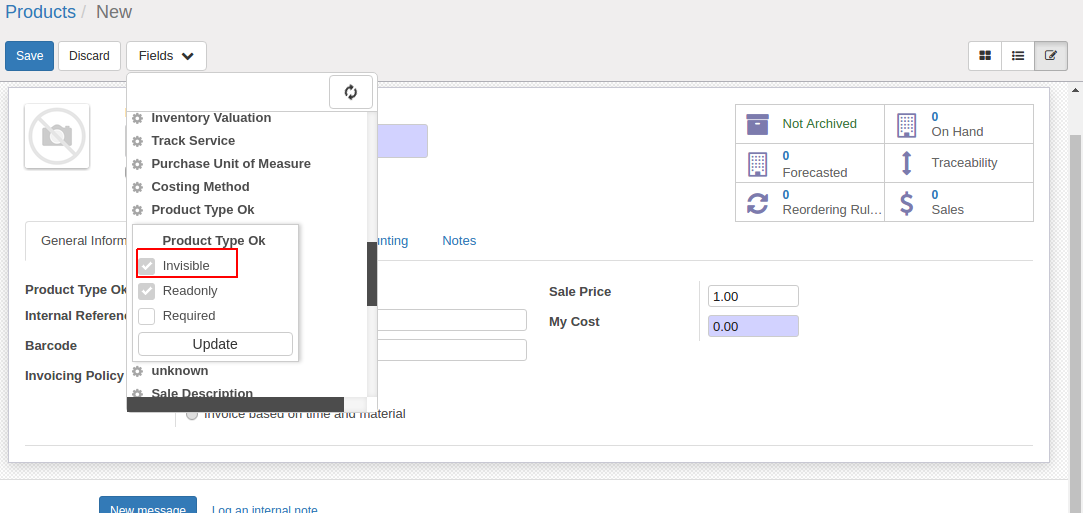 Products / New
Save
Discard
Fields
Inventory Valuation
Track Service
Purchase Unit of Measure
Costing Method
Product Type Ok
Product Type Ok
Invisible
Readonly
Required
Update
unknown
Sale Description
Not Archived
0
On Hand
0
Forecasted
Traceability
0
Reordering Rul...
0
Sales
General Inform
unting
Notes
Product Type Ok
Internal Referen
Barcode
Invoicing Policy
Sale Price
1.00
My Cost
0.00
Invoice based on time and material
New message
Log an internal note